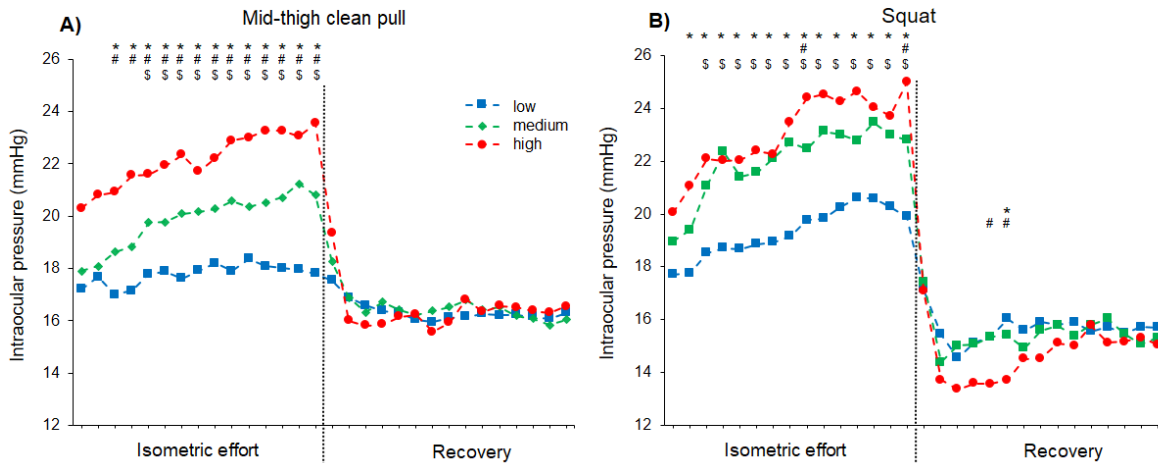 A)
Mid-thigh clean pull
* * * * * * * * * * * * *
# # # # # # # # # # # # #
$ $ $ $ $ $ $ $ $ $ $
low
medium
high
Intraocular pressure (mmHg)
26
24
22
20
18
16
14
12
Isometric effort
Recovery
B)
Squat
* * * * * * * * * * * * * *
# #
$ $ $ $ $ $ $ $ $ $ $ $ $
*
# #
Intraocular pressure (mmHg)
26
24
22
20
18
16
14
12
Isometric effort
Recovery